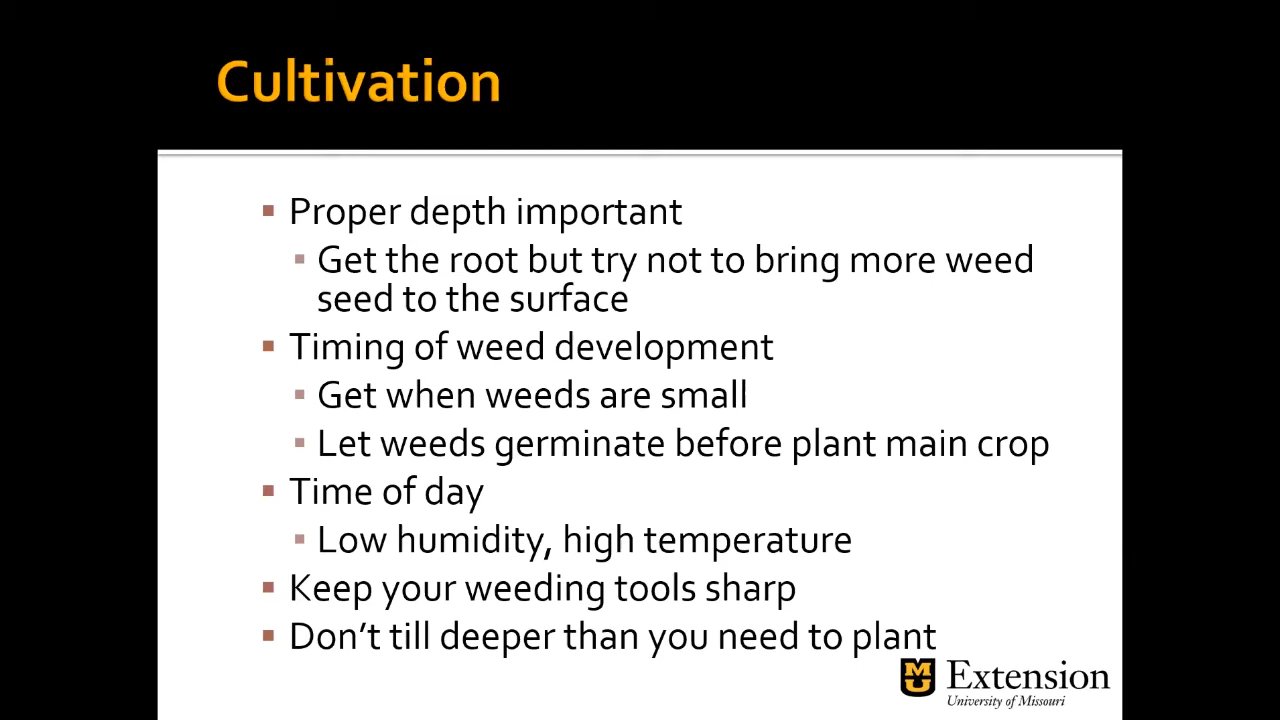 Cultivation
Proper depth important
Get the root but try not to bring more weed
seed to the surface
Timing of weed development
Get when weeds are small
Let weeds germinate before plant main crop
Time of day
Low humidity, high temperature
Keep your weeding tools sharp
Don't till deeper than you need to plant
MU Extension
University of Missouri